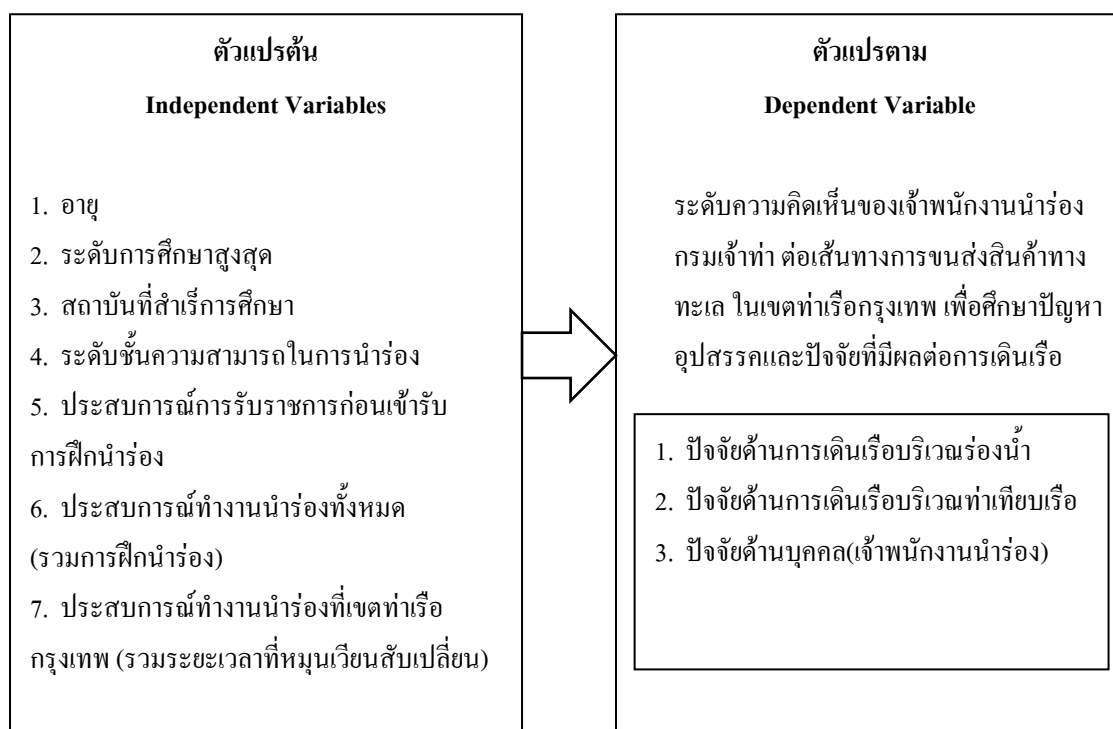 ตัวแปรต้น
Independent Variables
1. อายุ
2. ระดับการศึกษาสูงสุด
3. สถาบันที่สำเร็การศึกษา
4. ระดับชั้นความสามารถในการนำร่อง
5. ประสบการณ์การรับราชการก่อนเข้ารับ
การฝึกนำร่อง
6. ประสบการณ์ทำงานนำร่องทั้งหมด
(รวมการฝึกนำร่อง)
7. ประสบการณ์ทำงานนำร่องที่เขตท่าเรือ
กรุงเทพ (รวมระยะเวลาที่หมุนเวียนสับเปลี่ยน)
ตัวแปรตาม
Dependent Variable
ระดับความคิดเห็นของเจ้าพนักงานนำร่อง
กรมเจ้าท่า ต่อเส้นทางการขนส่งสินค้าทาง
ทะเล ในเขตท่าเรือกรุงเทพ เพื่อศึกษาปัญหา
อุปสรรคและปัจจัยที่มีผลต่อการเดินเรือ
1. ปัจจัยด้านการเดินเรือบริเวณร่องน้ำ
2. ปัจจัยด้านการเดินเรือบริเวณท่าเทียบเรือ
3. ปัจจัยด้านบุคคล(เจ้าพนักงานนำร่อง)